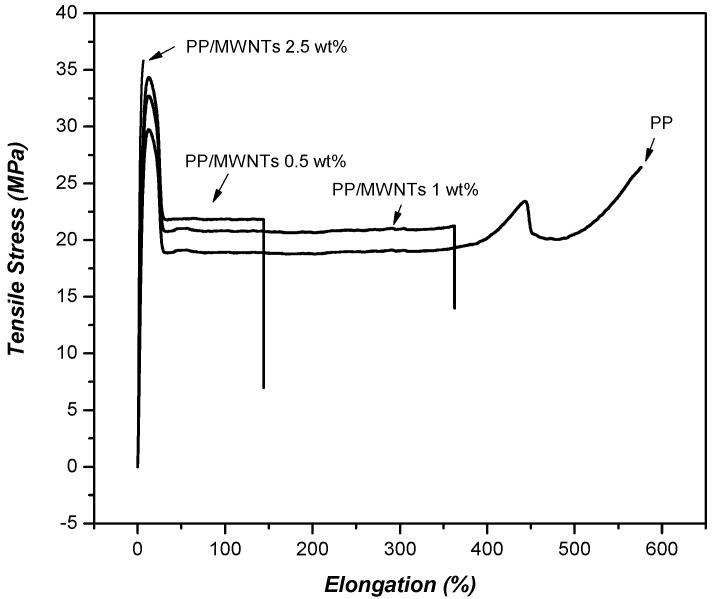 40
35
30
25
20
15
10
5
0
-5
Tensile Stress (MPa)
PP/MWNTs 2.5 wt%
PP
PP/MWNTs 0.5 wt%
PP/MWNTs 1 wt%
0 100 200 300 400 500 600
Elongation (%)